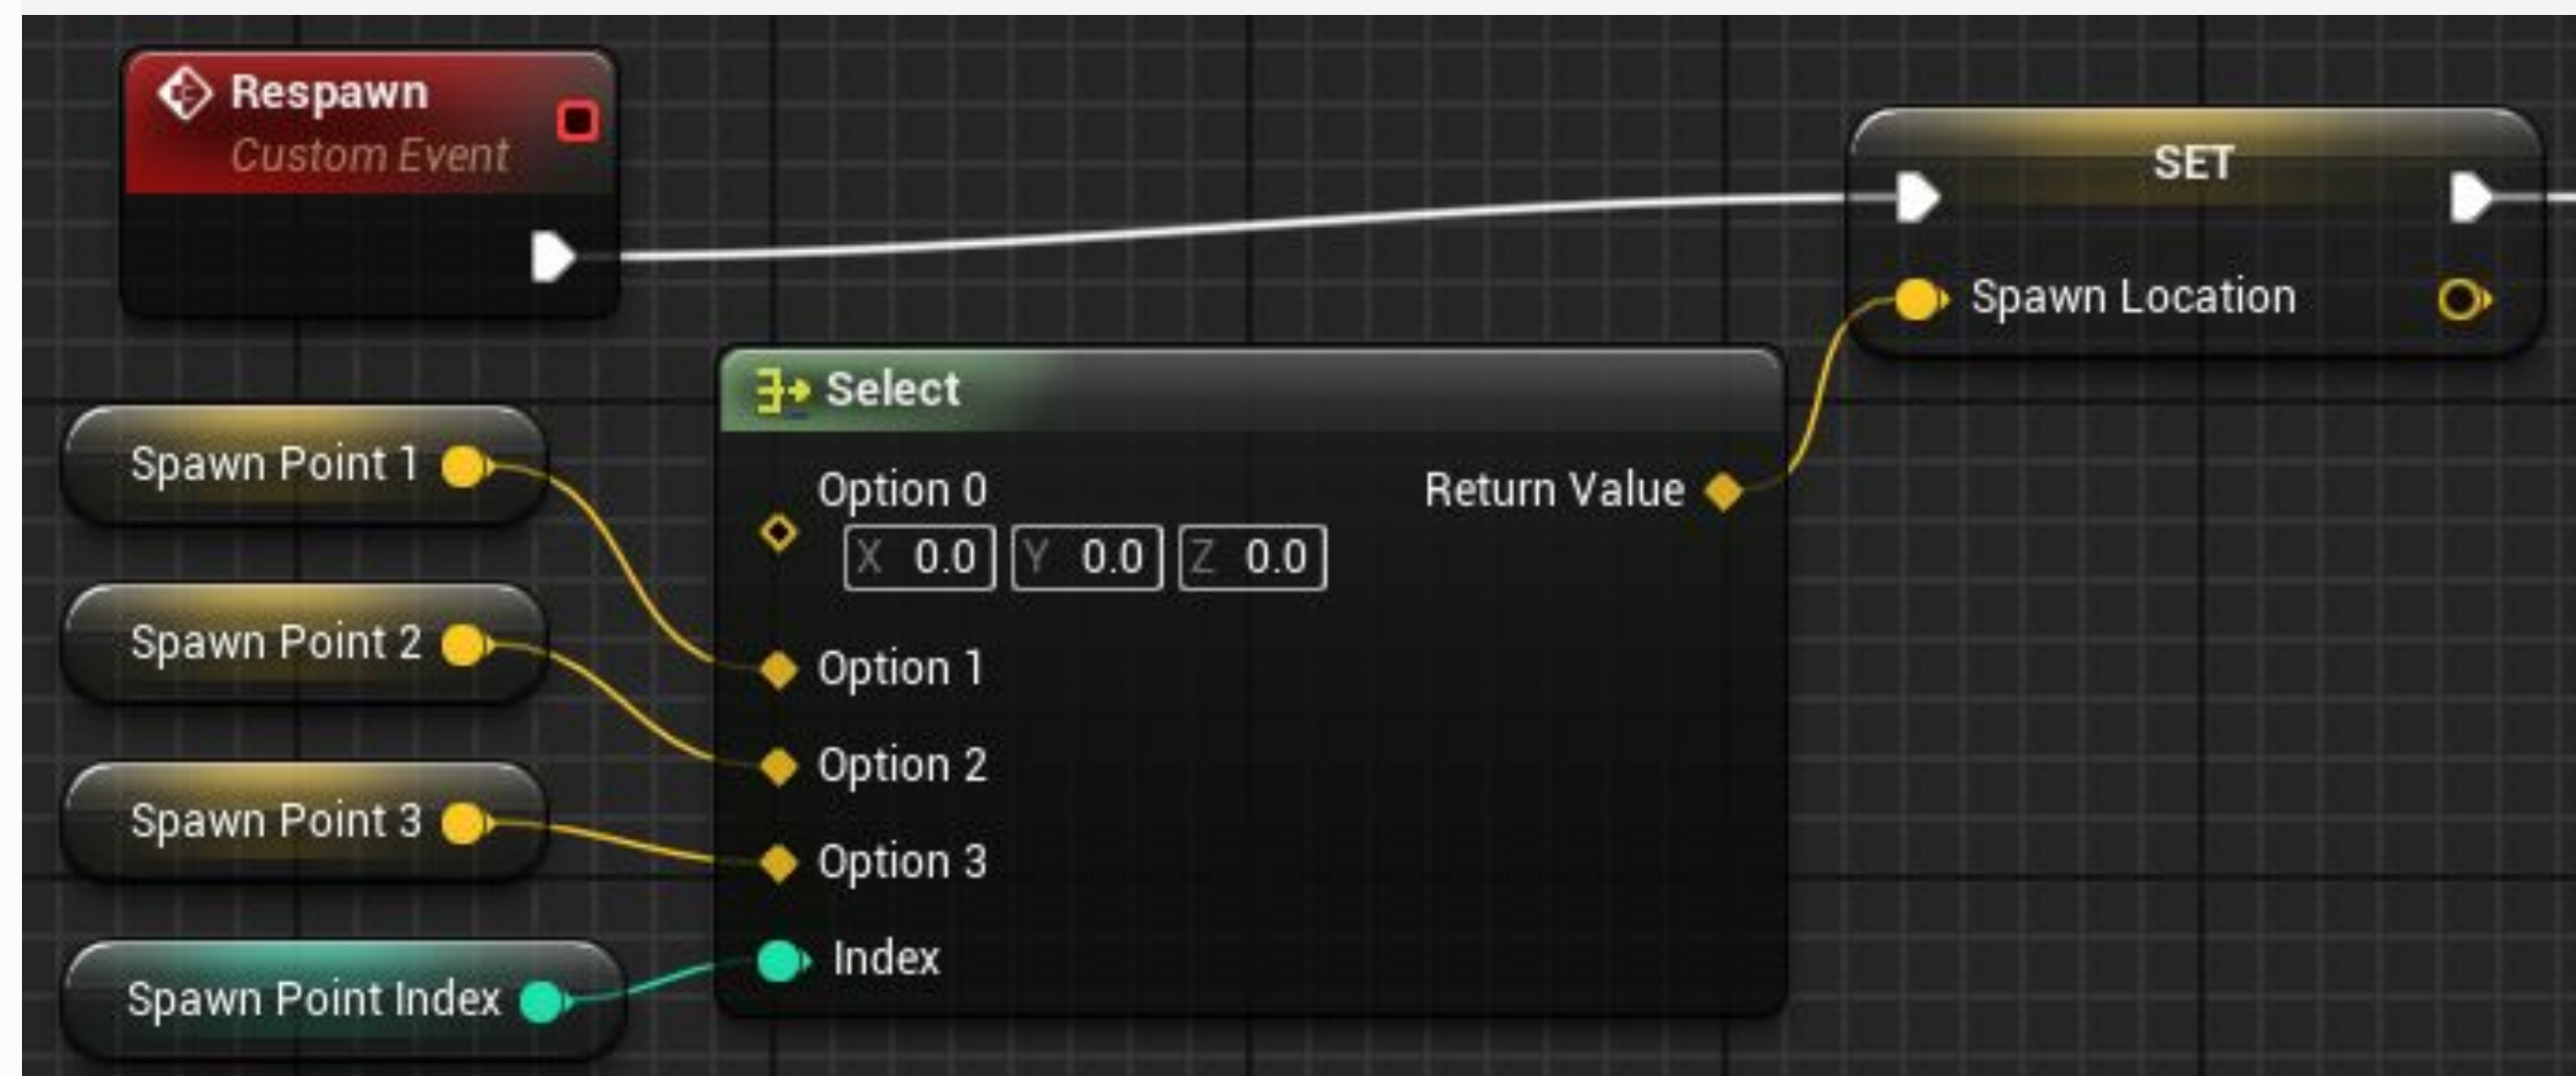 Respawn
Custom Event
SET
Spawn Location
Select
Spawn Point 1
Option 0
Return Value
X 0.0 Y 0.0 Z 0.0
Spawn Point 2
Option 1
Option 2
Spawn Point 3
Option 3
Index
Spawn Point Index